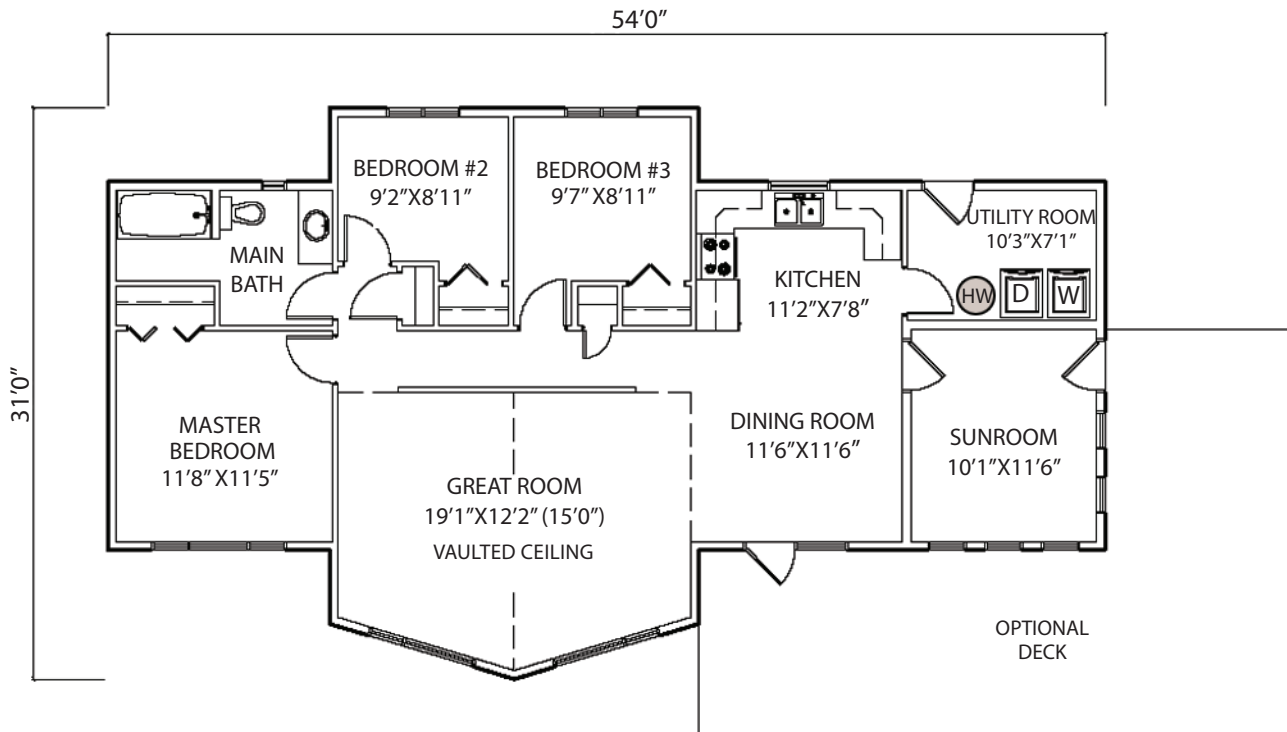 54’0”
31’0”
BEDROOM #2
9’2”X8’11”
BEDROOM #3
9’7”X8’11”
UTILITY ROOM
10’3”X7’1”
MAIN
BATH
KITCHEN
11’2”X7’8”
HW
D
W
MASTER
BEDROOM
11’8” X11’5”
DINING ROOM
11’6”X11’6”
SUNROOM
10’1”X11’6”
GREAT ROOM
19’1”X12’2” (15’0”)
VAULTED CEILING
OPTIONAL
DECK